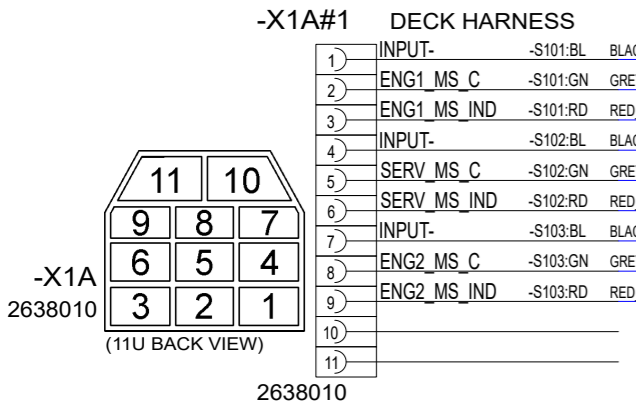 -X1A#1 DECK HARNESS
1 INPUT- -S101:BL
2 ENG1_MS_C -S101:GN
3 ENG1_MS_IND -S101:RD RED
4 INPUT- -S102:BL
5 SERV_MS_C -S102:GN
6 SERV_MS_IND -S102:RD RED
7 INPUT- -S103:BL
8 ENG2_MS_C -S103:GN
9 ENG2_MS_IND -S103:RD RED
10
11
2638010
11 10
9 8 7
6 5 4
3 2 1
-X1A
2638010
(11U BACK VIEW)